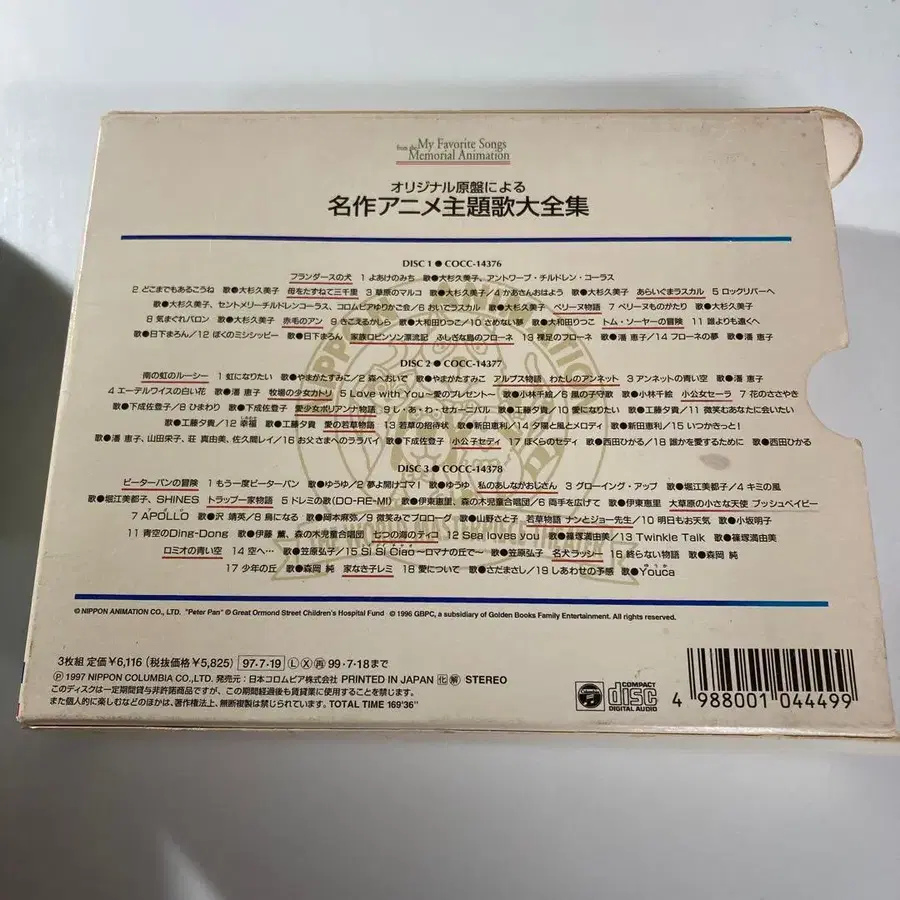 from the My Favorite Songs
Memorial Animation
オリジナル原盤による
名作アニメ主題歌大全集
DISC 1 ● COCC-14376
フランダースの犬 1 よあけのみち 歌●大杉久美子、アントワープ・チルドレン・コーラス
2 どこまでもあるこうね 歌●大杉久美子 母をたずねて三千里 3 草原のマルコ 歌●大杉久美子/4 かあさんおはよう 歌●大杉久美子 あらいぐまラスカル 5 ロックリバーへ
歌●大杉久美子、セントメリーチルドレンコーラス、コロムビアゆりかご会/6 おいでラスカル 歌●大杉久美子 ペリーヌ物語 7 ペリーヌものがたり 歌●大杉久美子
8 気まぐれバロン 歌●大杉久美子 赤毛のアン 9 きこえるかしら 歌●大和田りつこ/10 さめない夢 歌●大和田りつこ トム・ソーヤーの冒険 11 誰よりも遠くへ
歌●日下まろん/12 ぼくのミシシッピー 歌●日下まろん 家族ロビンソン漂流記 ふしぎな島のフローネ 13 裸足のフローネ 歌●潘 恵子/14 フローネの夢 歌●潘 恵子
DISC 2 ● COCC-14377
南の虹のルーシー 1 虹になりたい 歌●やまがたすみこ/2 森へおいで 歌●やまがたすみこ アルプス物語 わたしのアンネット 3 アンネットの青い空 歌●潘 恵子
4 エーデルワイスの白い花 歌●潘 恵子 牧場の少女カトリ 5 Love with You〜愛のプレゼント〜 歌●小林千絵/6 風の子守歌 歌●小林千絵 小公女セーラ 7 花のささやき
歌●下成佐登子/8 ひまわり 歌●下成佐登子 愛少女ポリアンナ物語 9 し・あ・わ・せカーニバル 歌●工藤夕貴/10 愛になりたい 歌●工藤夕貴/11 微笑むあなたに会いたい
歌●工藤夕貴/12 幸福 歌●工藤夕貴 愛の若草物語 13 若草の招待状 歌●新田恵利/14 夕陽と風とメロディ 歌●新田恵利/15 いつかきっと!
歌●潘 恵子、山田栄子、荘 真由美、佐久間レイ/16 お父さまへのララバイ 歌●下成佐登子 小公子セディ 17 ぼくらのセディ 歌●西田ひかる/18 誰かを愛するために 歌●西田ひかる
DISC 3 ● COCC-14378
ピーターパンの冒険 1 もう一度ピーターパン 歌●ゆうゆ/2 夢よ開けゴマ! 歌●ゆうゆ 私のあしながおじさん 3 グローイング・アップ 歌●堀江美都子/4 キミの風
歌●堀江美都子、SHINES トラップ一家物語 5 ドレミの歌(DO-RE-MI) 歌●伊東恵里、森の木児童合唱団/6 両手を広げて 歌●伊東恵里 大草原の小さな天使 ブッシュベイビー
7 APOLLO 歌●沢 靖英/8 鳥になる 歌●岡本麻弥/9 微笑みでプロローグ 歌●山野さと子 若草物語 ナンとジョー先生/10 明日もお天気 歌●小坂明子
11 青空のDing-Dong 歌●伊藤 薫、森の木児童合唱団 七つの海のティコ 12 Sea loves you 歌●篠塚満由美/13 Twinkle Talk 歌●篠塚満由美
ロミオの青い空 14 空へ… 歌●笠原弘子/15 Si Si Ciao 〜ロマナの丘で〜 歌●笠原弘子 名犬ラッシー 16 終らない物語 歌●森岡 純
17 少年の丘 歌●森岡 純 家なき子レミ 18 愛について 歌●さだまさし/19 しあわせの予感 歌●Youca
© NIPPON ANIMATION CO., LTD. "Peter Pan" © Great Ormond Street Children's Hospital Fund © 1996 GBPC, a subsidiary of Golden Books Family Entertainment. All rights reserved.
3枚組 定価¥6,116 (税抜価格¥5,825) 97・7・19 Ⓛ Ⓧ 再 99・7・18まで
Ⓟ 1997 NIPPON COLUMBIA CO.,LTD. 発売元:日本コロムビア株式会社 PRINTED IN JAPAN 化 解 STEREO
このディスクは一定期間貸与非許諾商品ですが、この期間経過後も賃貸業に使用することを禁じます。
また個人的に楽しむなどのほかは、著作権法上、無断複製は禁じられています。TOTAL TIME 169'36"
COLUMBIA
COMPACT
disc
DIGITAL AUDIO
4 988001 044499